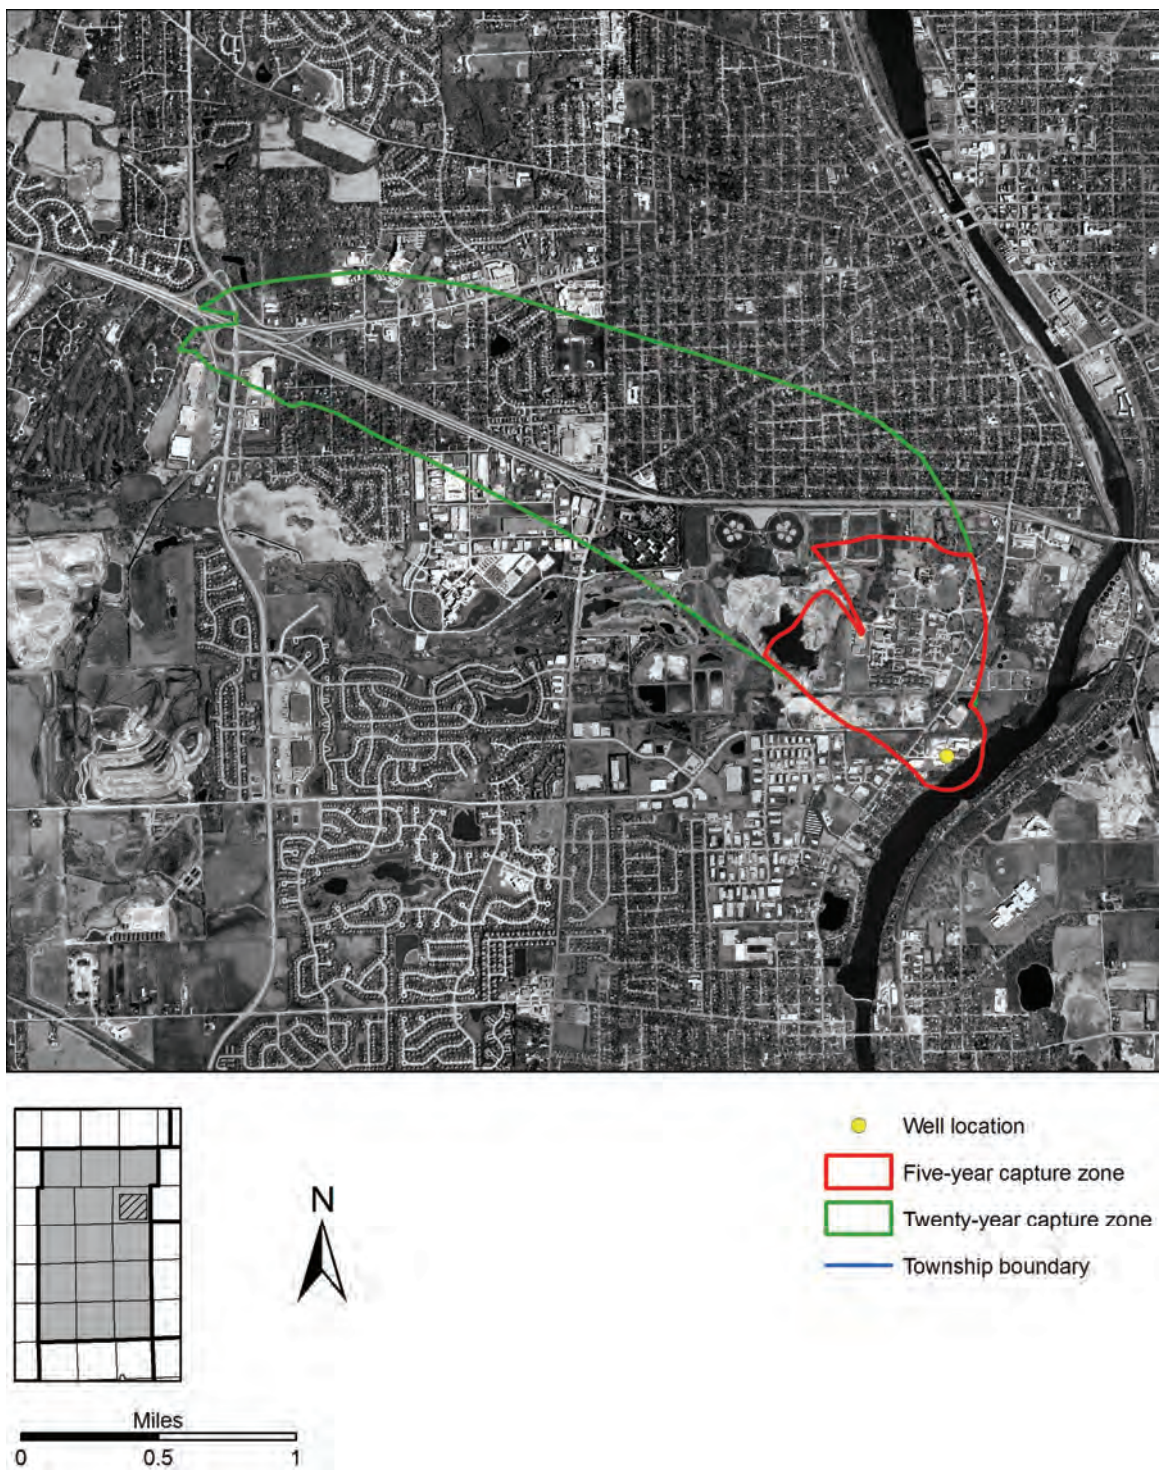 Well location
Five-year capture zone
N
Twenty-year capture zone
Township boundary
Miles
0 0.5 1